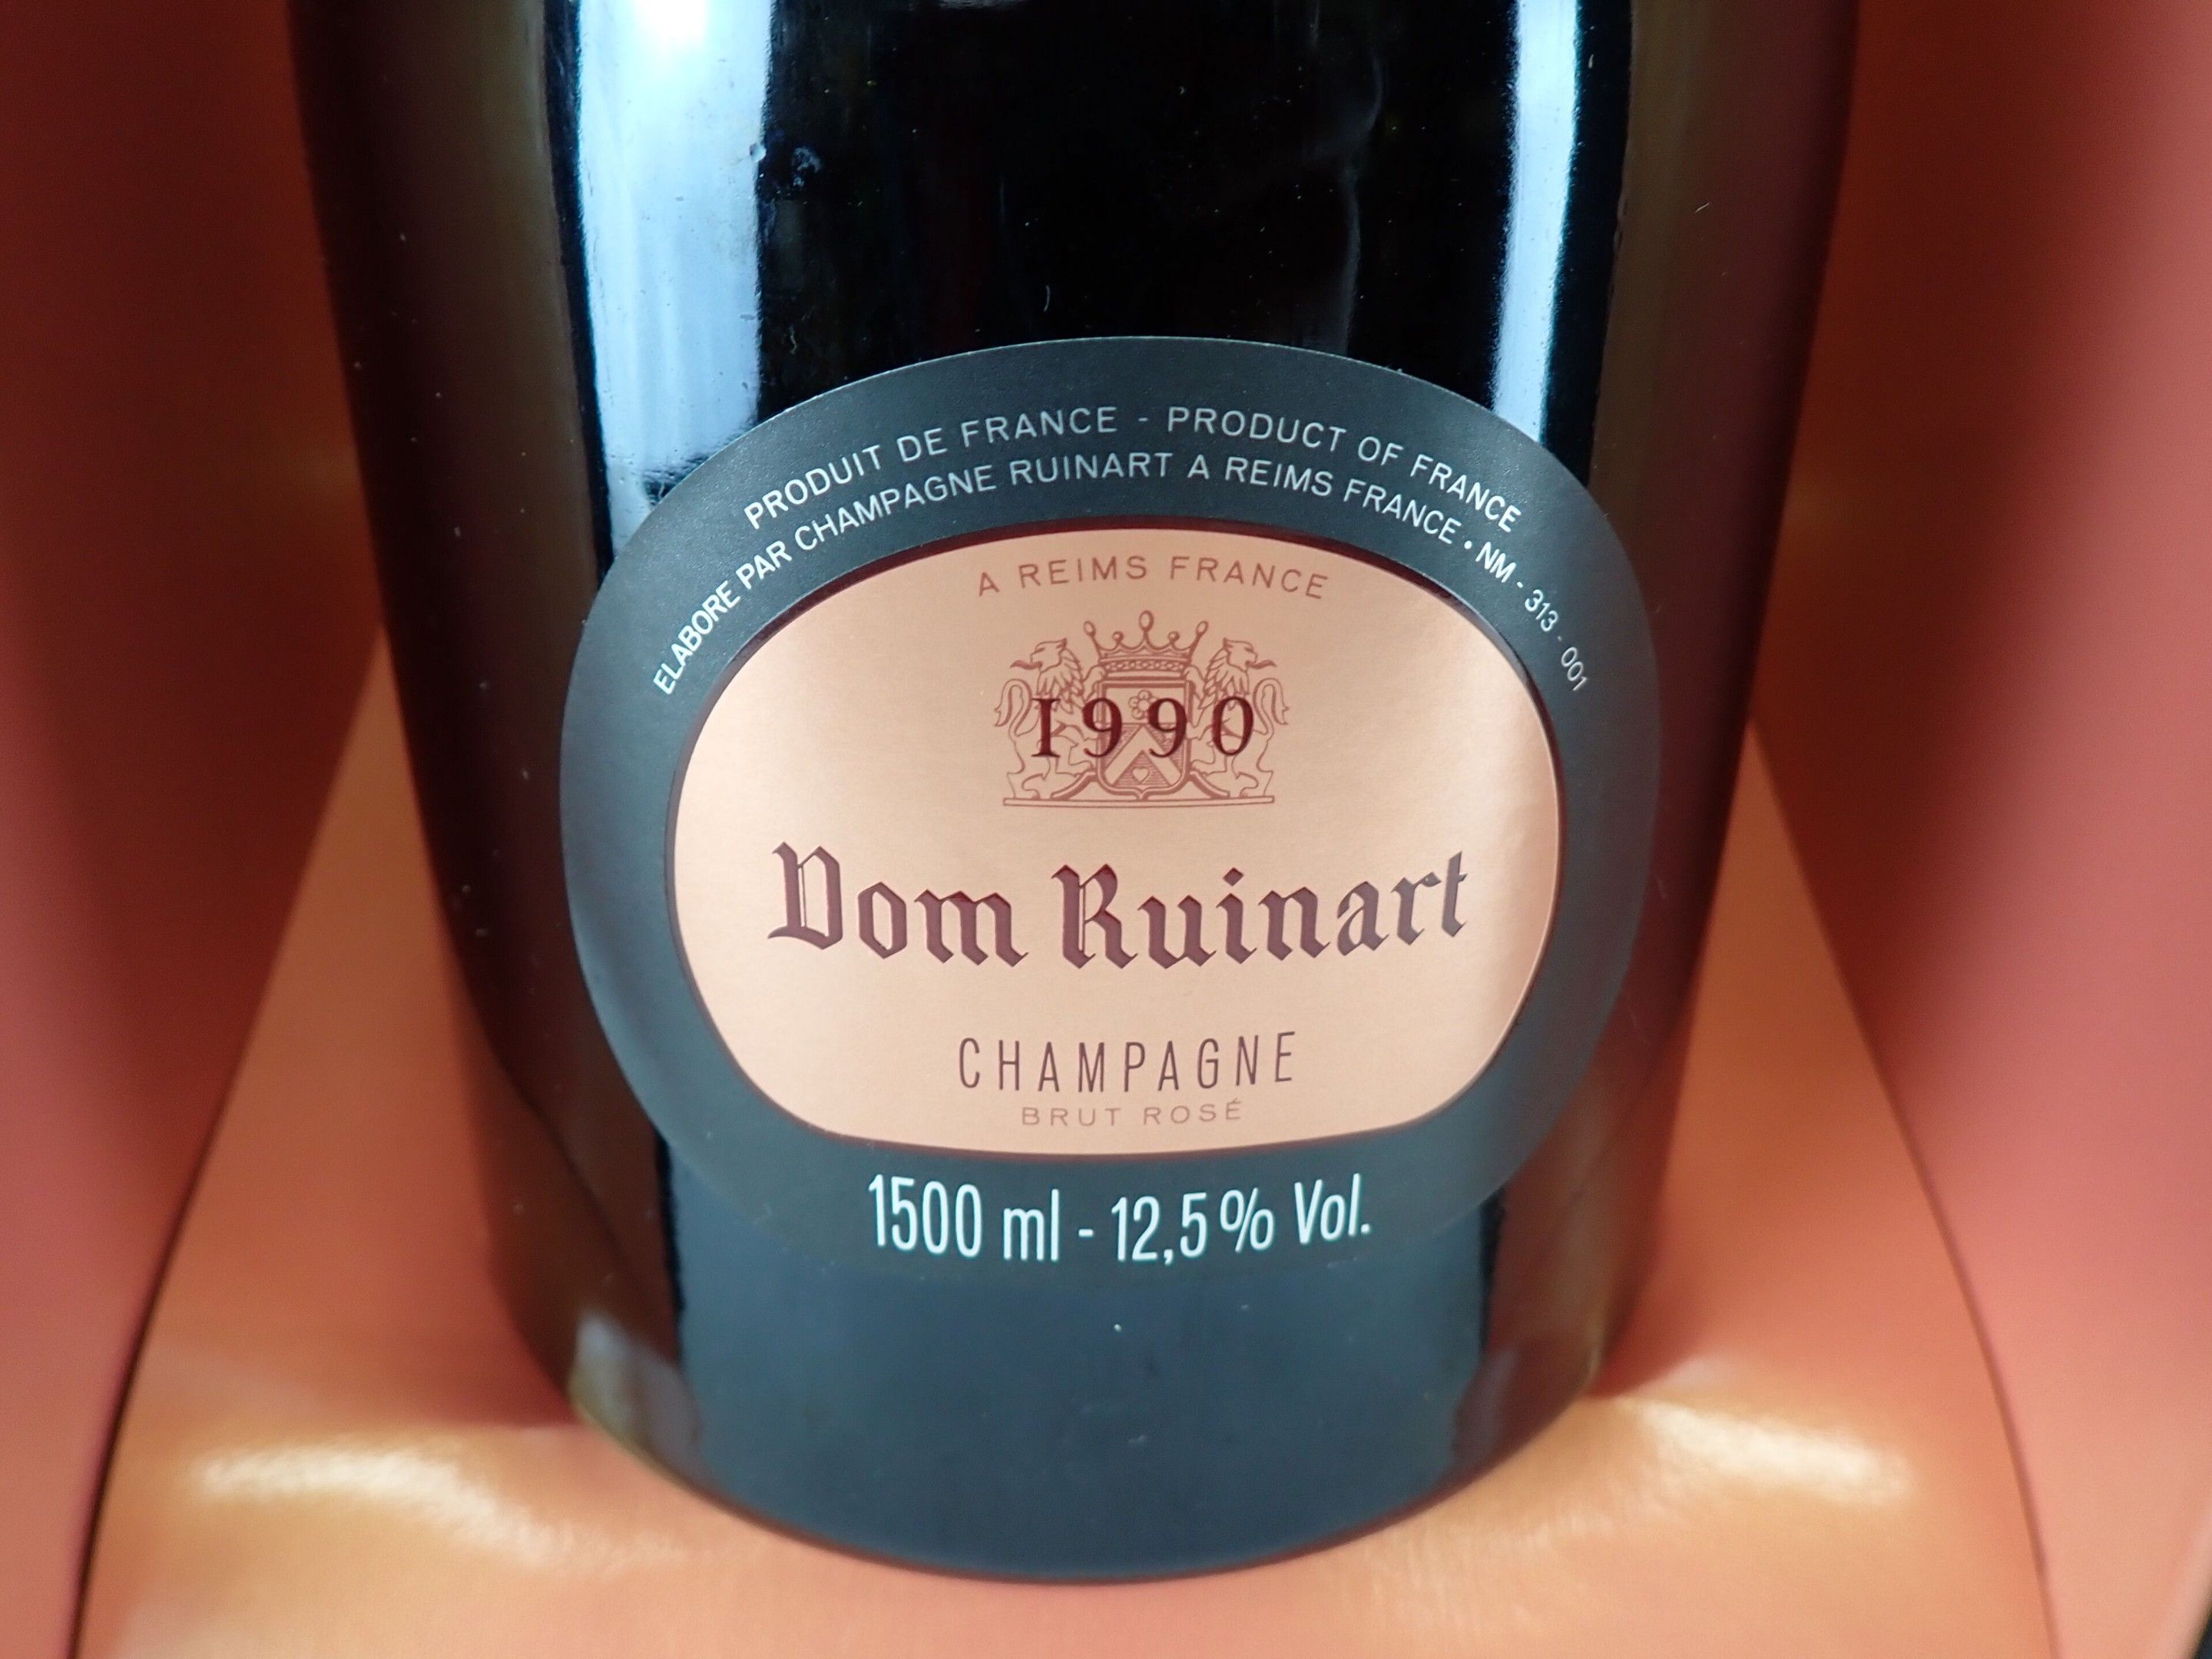 PRODUIT DE FRANCE - PRODUCT OF FRANCE
ELABORE PAR CHAMPAGNE RUINART A REIMS FRANCE • NM - 313 - 001
A REIMS FRANCE
1990
Dom Ruinart
CHAMPAGNE
BRUT ROSÉ
1500 ml - 12,5% Vol.